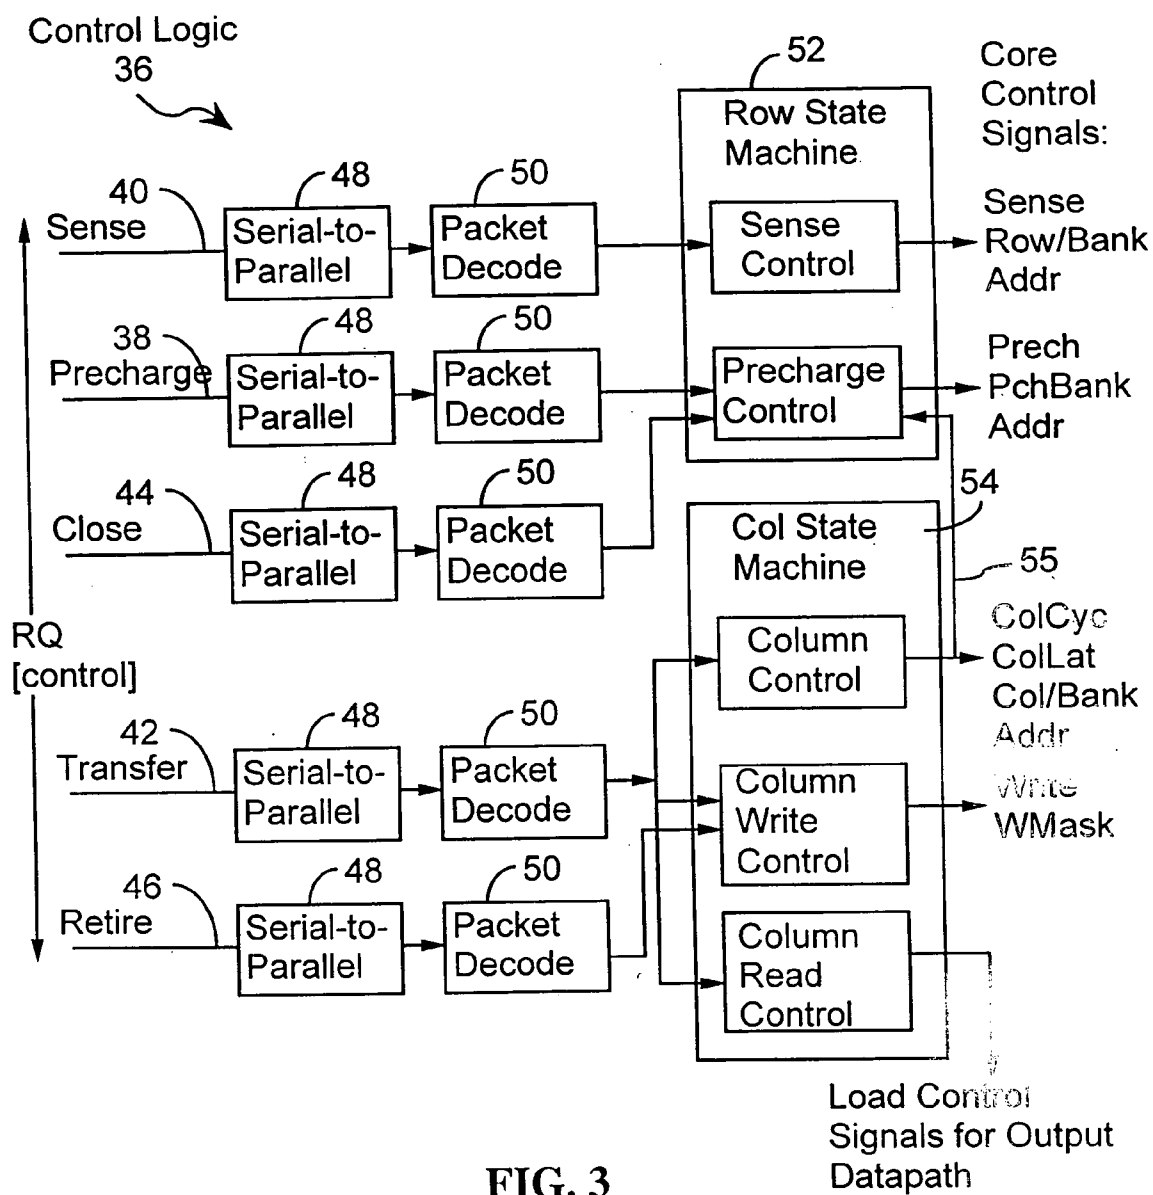 Control Logic
36
52
Core
Control
Signals:
Row State
Machine
40
Sense
48
Serial-to-
Parallel
50
Packet
Decode
Sense
Control
Sense
Row/Bank
Addr
38
Precharge
48
Serial-to-
Parallel
50
Packet
Decode
Precharge
Control
Prech
PchBank
Addr
44
Close
48
Serial-to-
Parallel
50
Packet
Decode
54
Col State
Machine
55
RQ
[control]
Column
Control
ColCyc
ColLat
Col/Bank
Addr
42
Transfer
48
Serial-to-
Parallel
50
Packet
Decode
Column
Write
Control
Write
WMask
46
Retire
48
Serial-to-
Parallel
50
Packet
Decode
Column
Read
Control
Load Control
Signals for Output
Datapath
FIG. 3